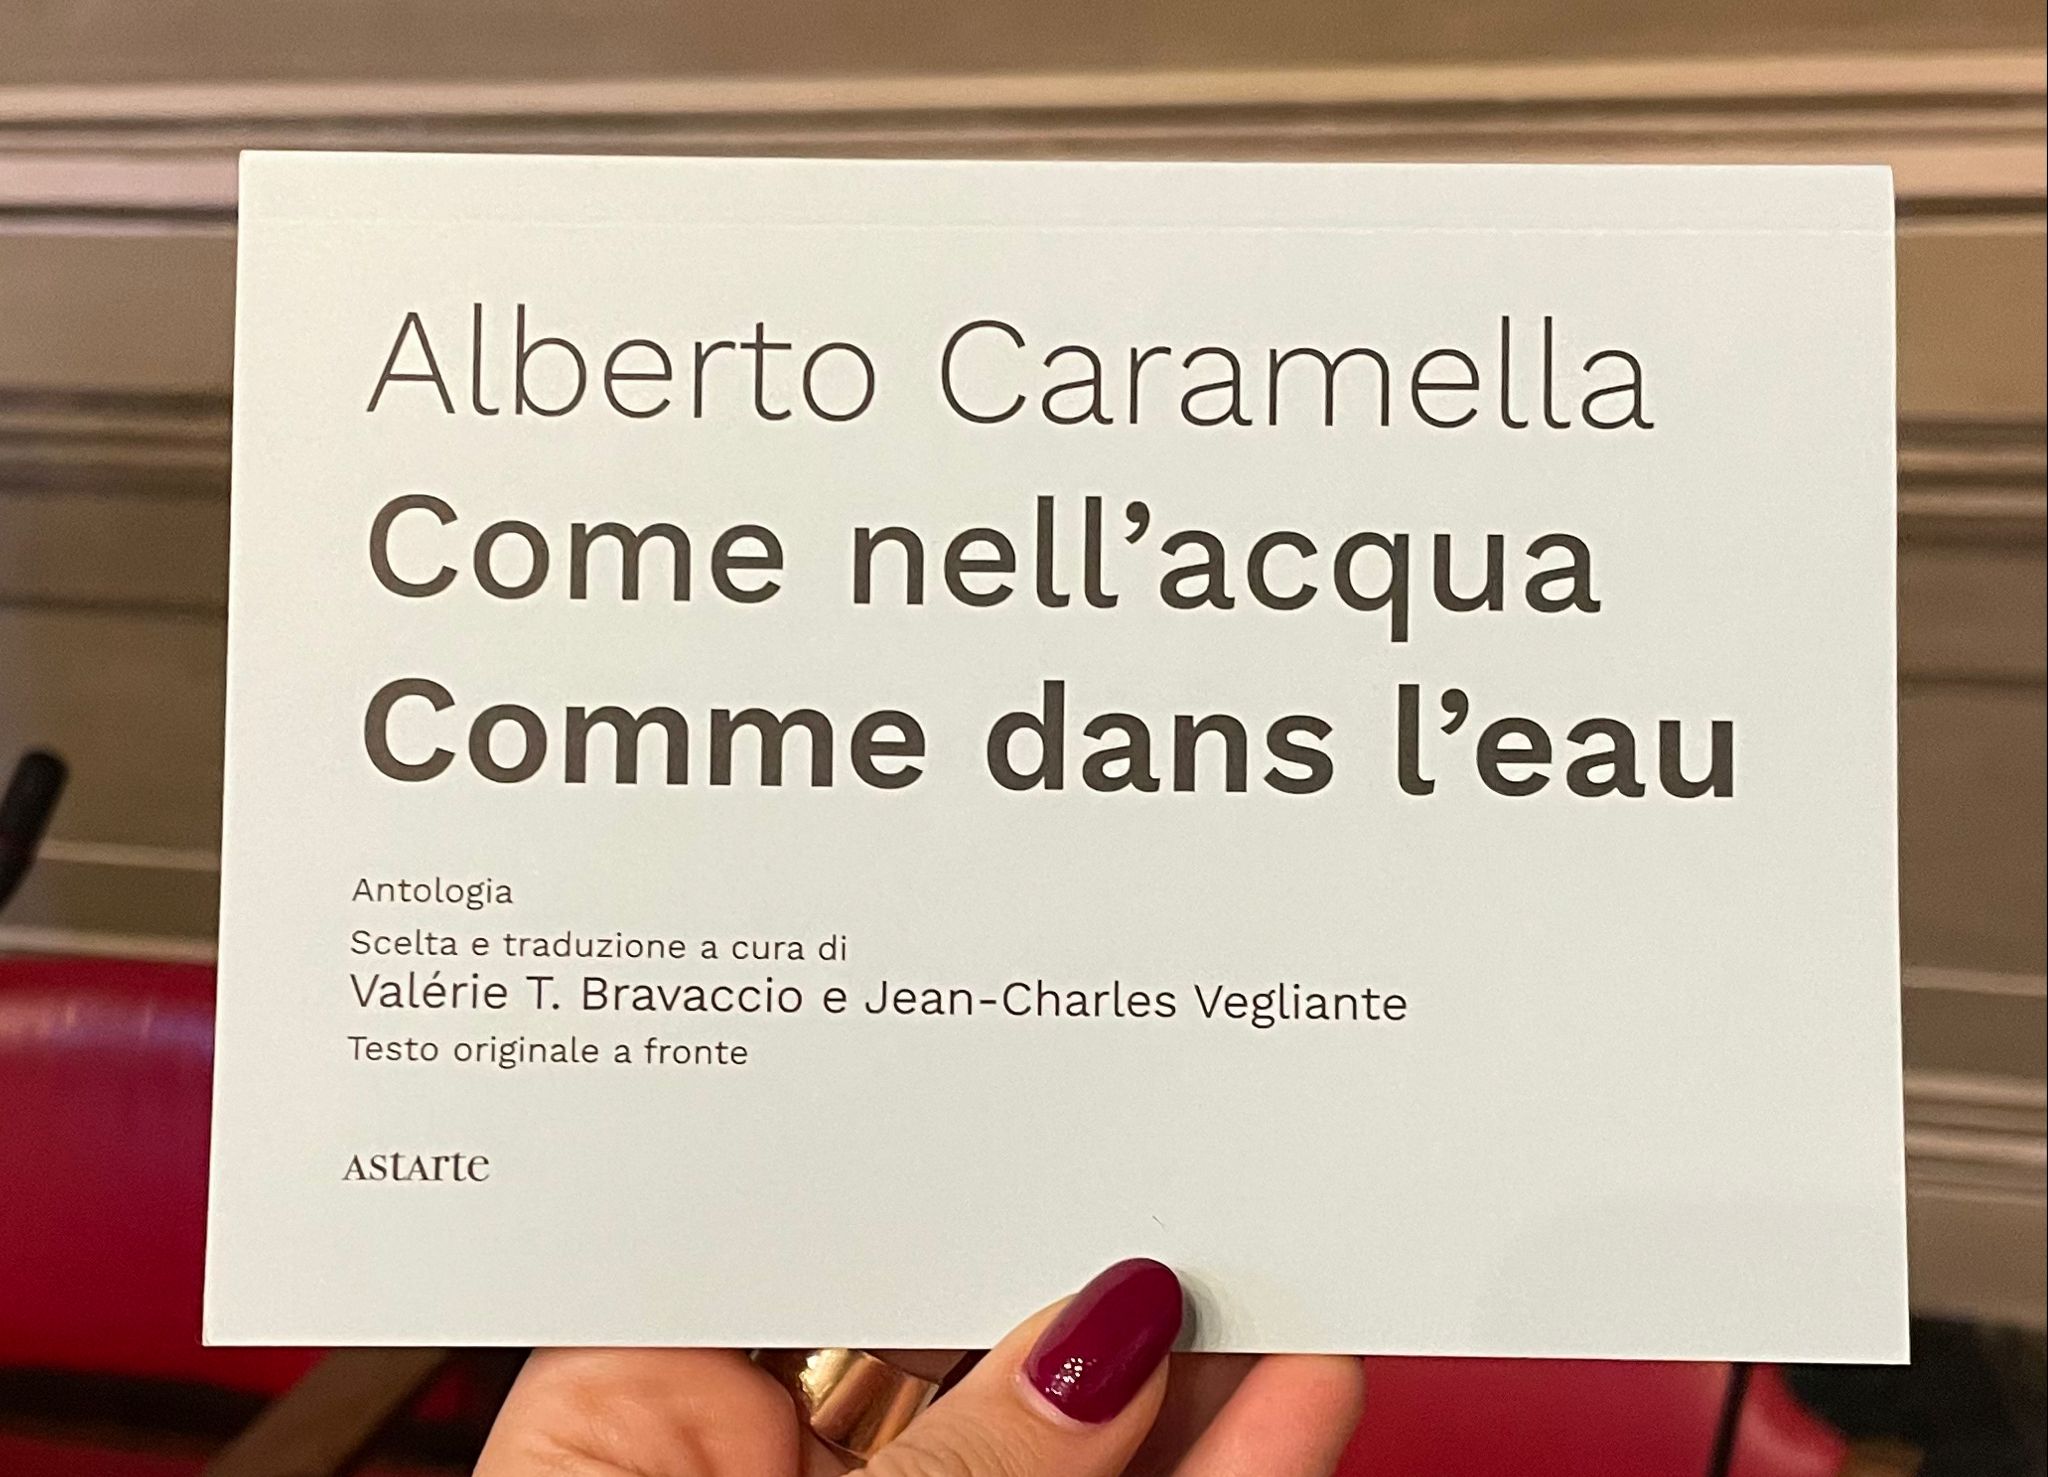 Alberto Caramella
Come nell’acqua
Comme dans l’eau
Antologia
Scelta e traduzione a cura di
Valérie T. Bravaccio e Jean-Charles Vegliante
Testo originale a fronte
AStArte